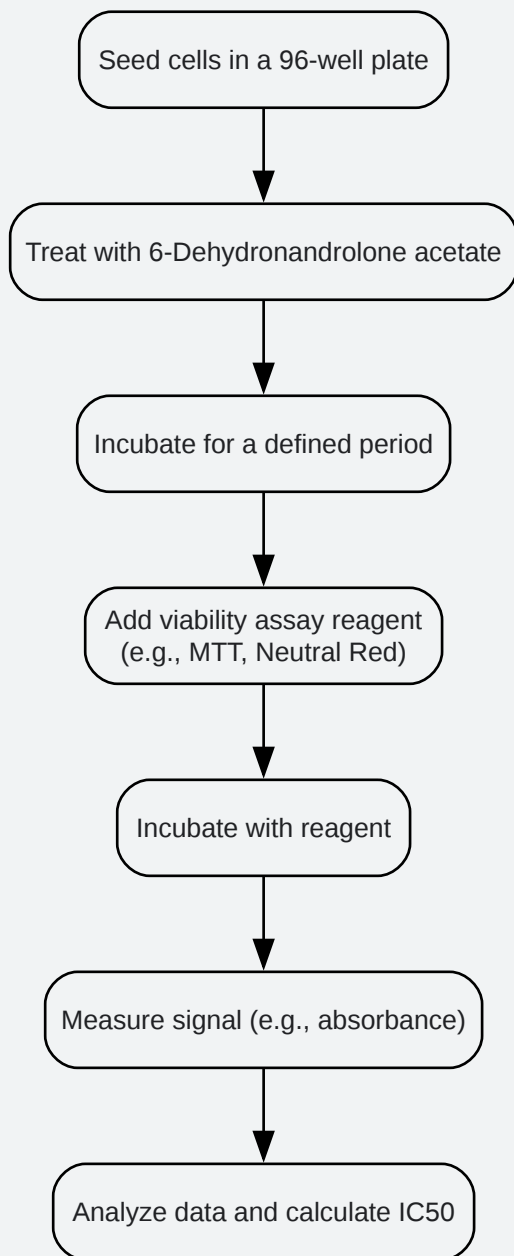 Seed cells in a 96-well plate
Treat with 6-Dehydronandrolone acetate
Incubate for a defined period
Add viability assay reagent
(e.g., MTT, Neutral Red)
Incubate with reagent
Measure signal (e.g., absorbance)
Analyze data and calculate IC50